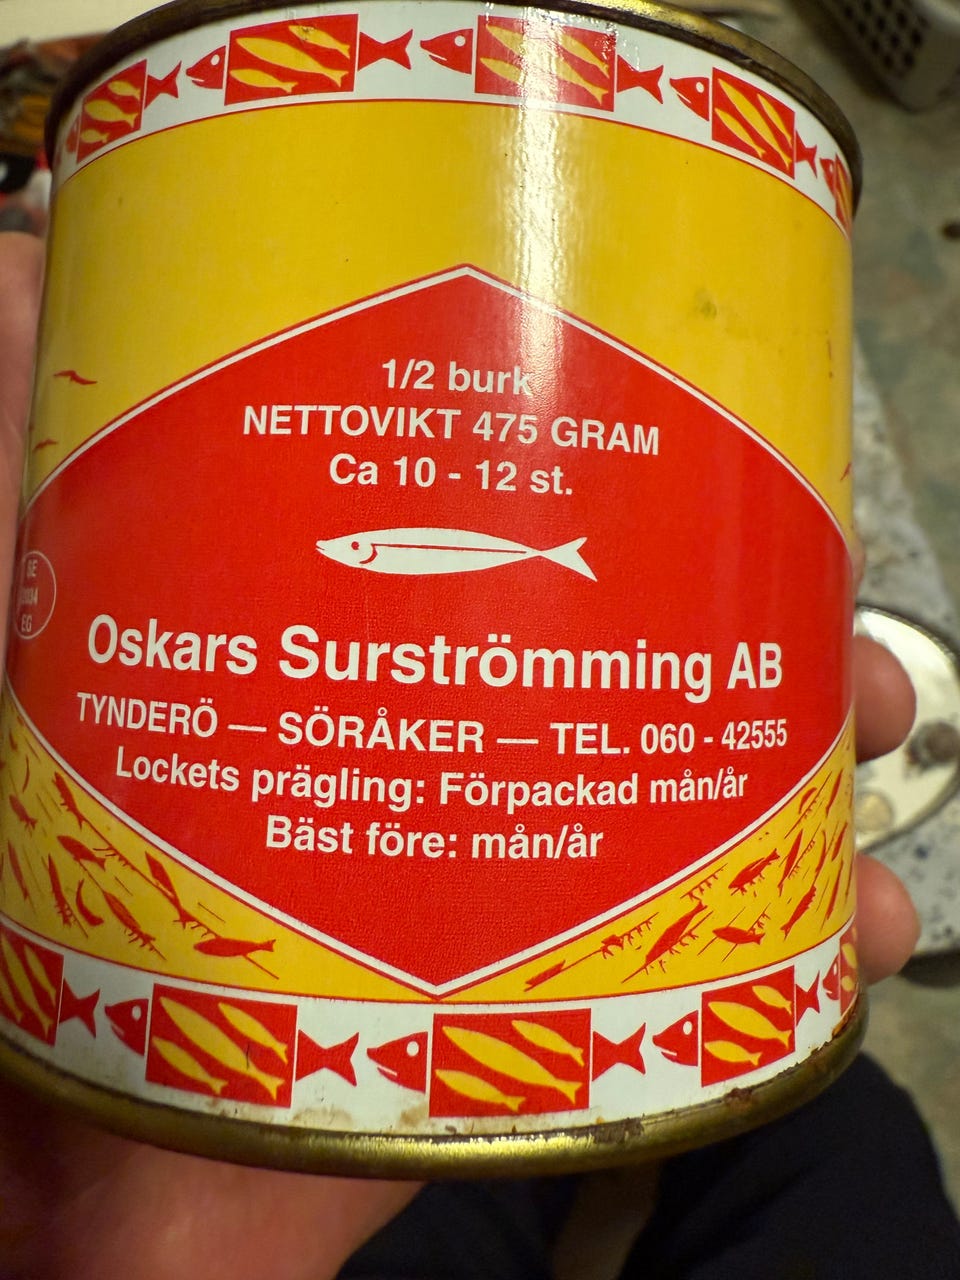 1/2 burk
NETTOVIKT 475 GRAM
Ca 10 - 12 st.
Oskars Surströmming AB
TYNDERÖ — SÖRÅKER — TEL. 060 - 42555
Lockets prägling: Förpackad mån/år
Bäst före: mån/år
EG